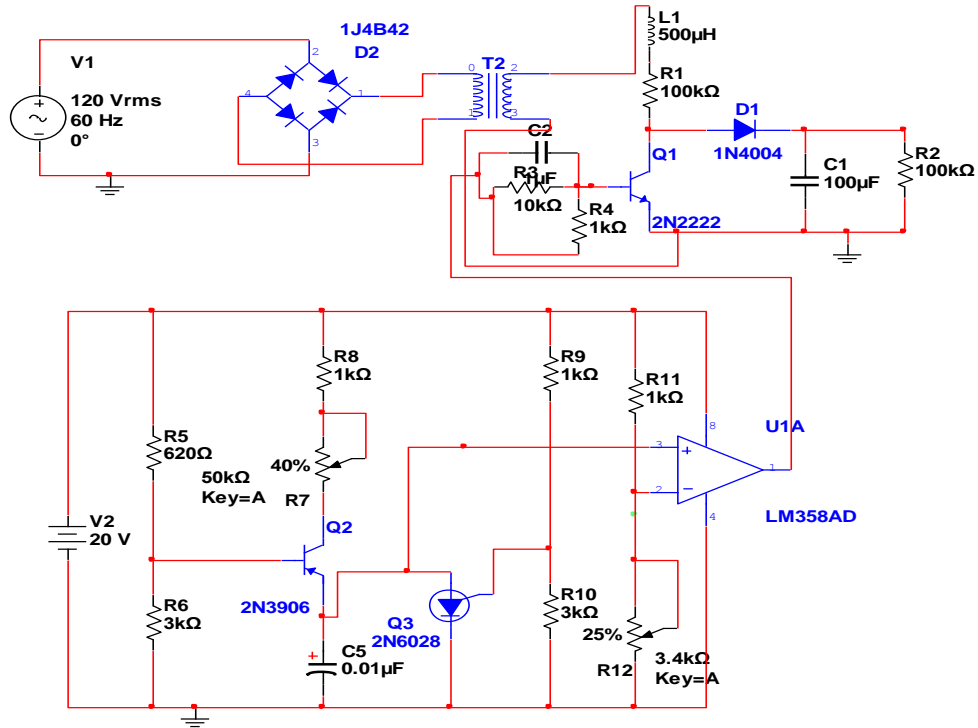 1J4B42
D2
L1
500µH
V1
120 Vrms
60 Hz
0°
2
4
1
3
T2
0
2
1
3
R1
100kΩ
D1
1N4004
C2
1µF
R3
10kΩ
R4
1kΩ
Q1
2N2222
C1
100µF
R2
100kΩ
R8
1kΩ
R9
1kΩ
R11
1kΩ
U1A
8
3
1
2
4
LM358AD
R5
620Ω
40%
50kΩ
Key=A
R7
V2
20 V
Q2
2N3906
R6
3kΩ
Q3
2N6028
R10
3kΩ
C5
0.01µF
+
25%
3.4kΩ
Key=A
R12